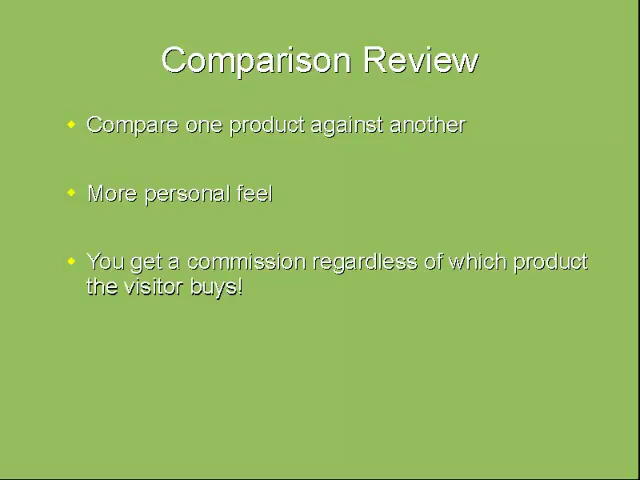 Comparison Review
Compare one product against another
More personal feel
You get a commission regardless of which product
the visitor buys!